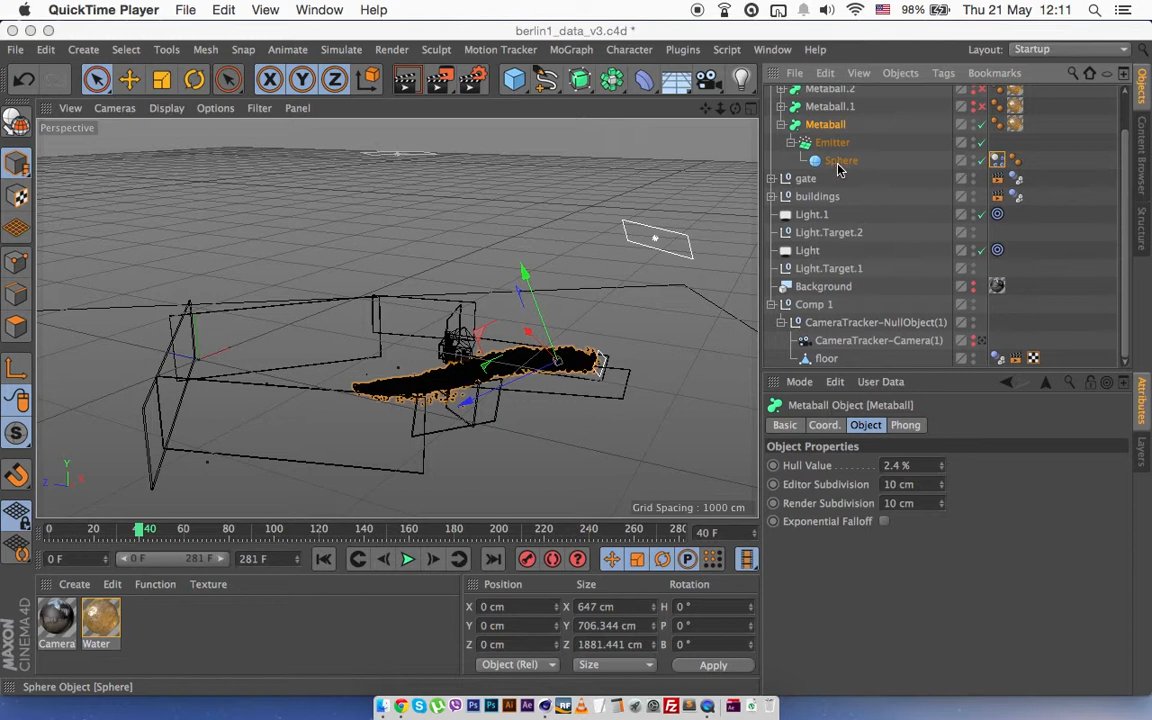 QuickTime Player File Edit View Window Help 98% Thu 21 May 12:11
berlin1_data_v3.c4d *
File Edit Create Select Tools Mesh Snap Animate Simulate Render Sculpt Motion Tracker MoGraph Character Plugins Script Window Help Layout: Startup
X Y Z
File Edit View Objects Tags Bookmarks
View Cameras Display Options Filter Panel
Perspective
Metaball.2
Metaball.1
Metaball
Emitter
Sphere
gate
buildings
Light.1
Light.Target.2
Light
Light.Target.1
Background
Comp 1
CameraTracker-NullObject(1)
CameraTracker-Camera(1)
floor
Objects
Content Browser
Structure
Mode Edit User Data
Metaball Object [Metaball]
Basic Coord. Object Phong
Object Properties
Hull Value 2.4 %
Editor Subdivision 10 cm
Render Subdivision 10 cm
Exponential Falloff
Attributes
Layers
Y
Z X
Grid Spacing : 1000 cm
0 20 40 60 80 100 120 140 160 180 200 220 240 260 280 40 F
0 F 0 F 281 F 281 F
Create Edit Function Texture
Camera Water
Position Size Rotation
X 0 cm X 647 cm H 0 °
Y 0 cm Y 706.344 cm P 0 °
Z 0 cm Z 1881.441 cm B 0 °
Object (Rel) Size Apply
MAXON CINEMA 4D
Sphere Object [Sphere]